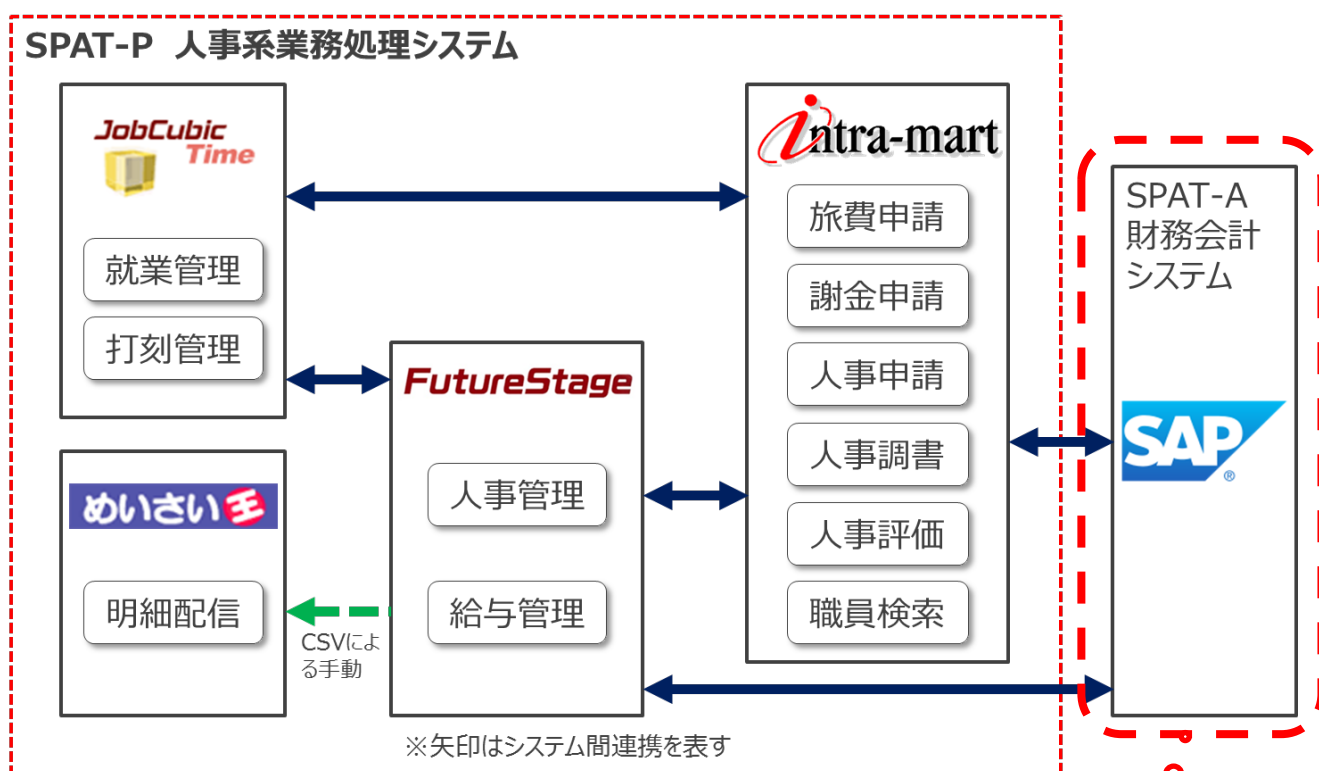 SPAT-P 人事系業務処理システム
JobCubic
Time
就業管理
打刻管理
めいさい王
明細配信
CSVによ
る手動
FutureStage
人事管理
給与管理
intra-mart
旅費申請
謝金申請
人事申請
人事調書
人事評価
職員検索
SPAT-A
財務会計
システム
SAP
®
※矢印はシステム間連携を表す